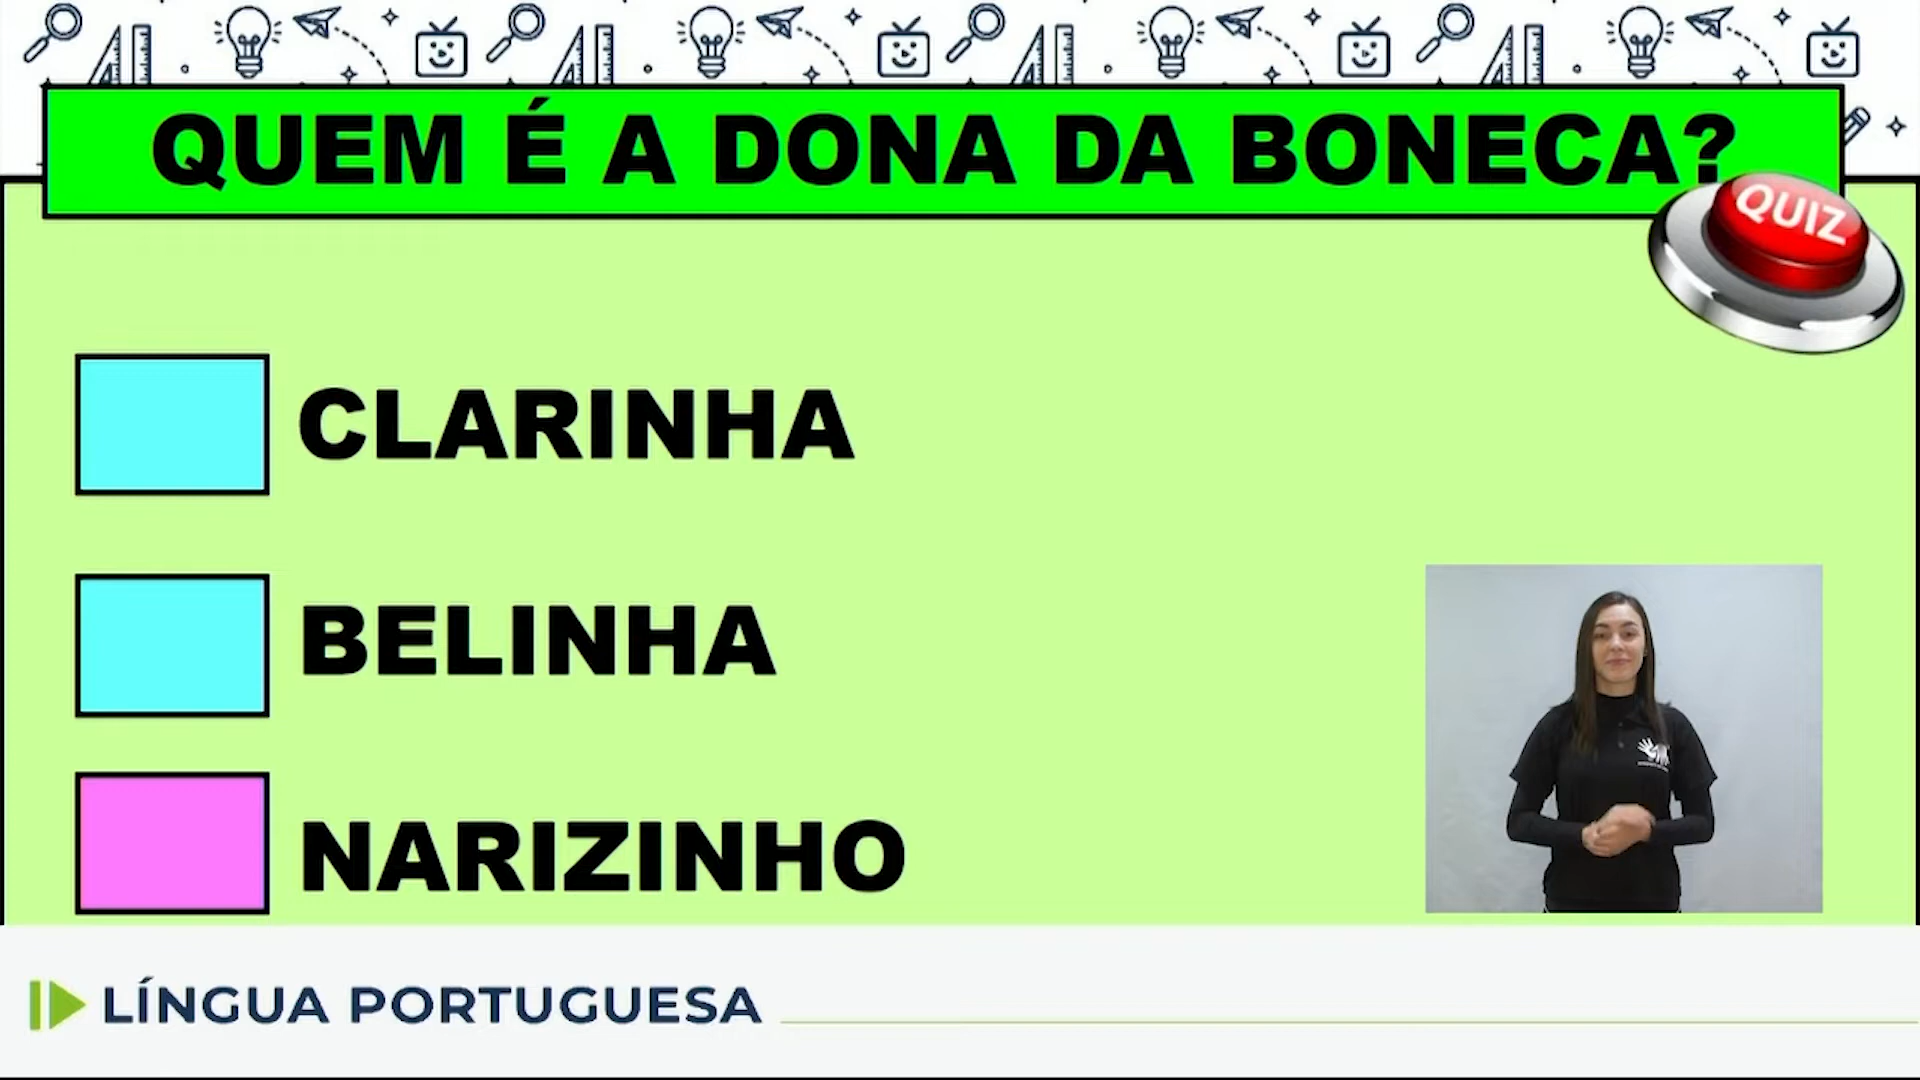 QUEM É A DONA DA BONECA?
QUIZ
CLARINHA
BELINHA
NARIZINHO
LÍNGUA PORTUGUESA